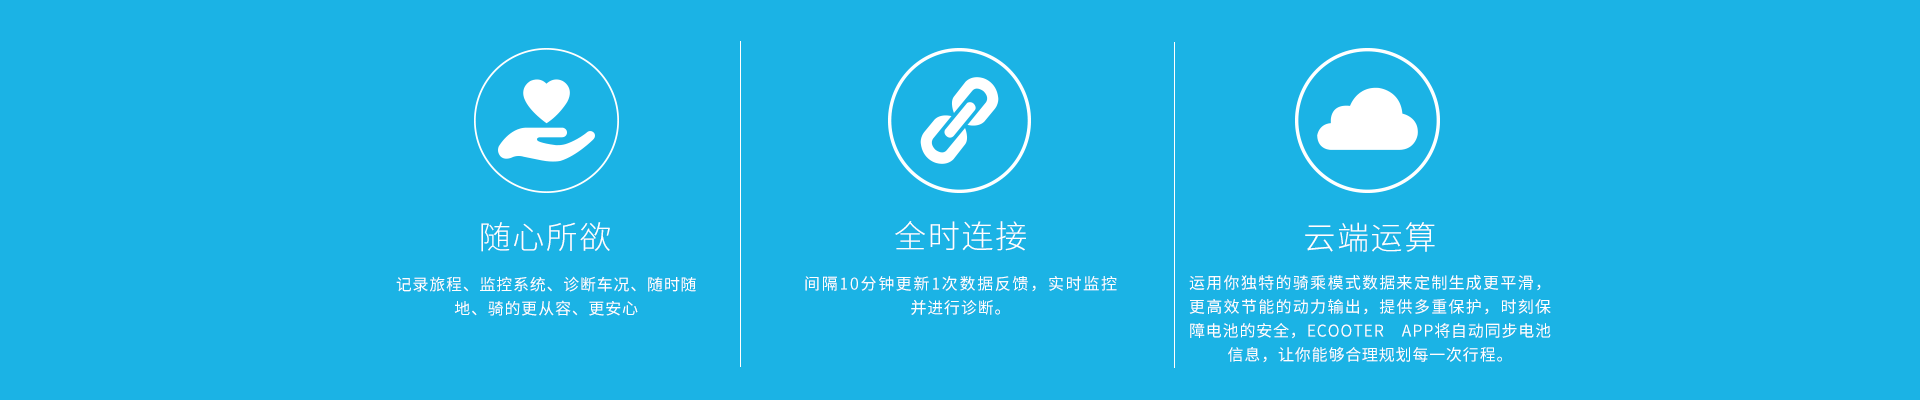 随心所欲
记录旅程、监控系统、诊断车况、随时随
地、骑的更从容、更安心
全时连接
间隔10分钟更新1次数据反馈，实时监控
并进行诊断。
云端运算
运用你独特的骑乘模式数据来定制生成更平滑，
更高效节能的动力输出，提供多重保护，时刻保
障电池的安全，ECOOTER　APP将自动同步电池
信息，让你能够合理规划每一次行程。